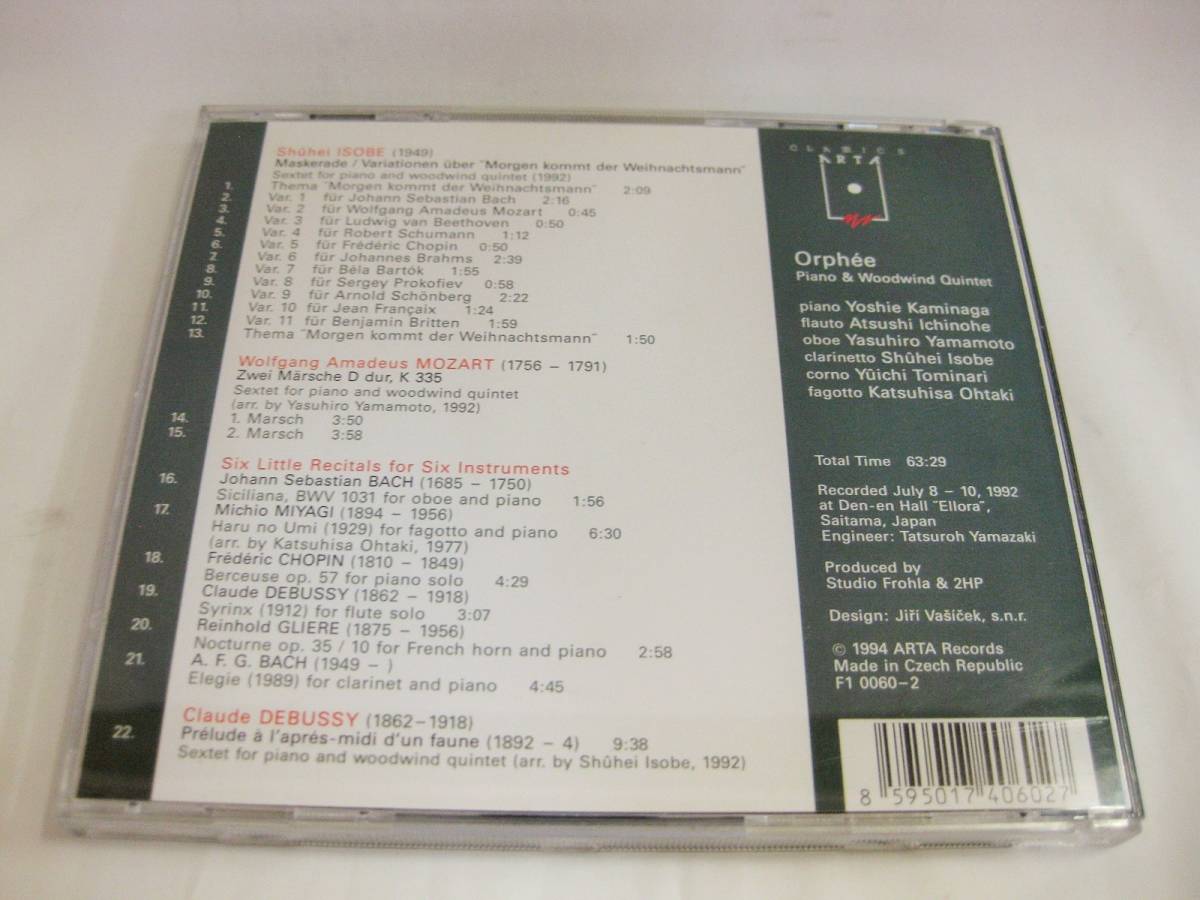 Shûhei ISOBE (1949)
Maskerade / Variationen über "Morgen kommt der Weihnachtsmann"
Sextet for piano and woodwind quintet (1992)
1. Thema "Morgen kommt der Weihnachtsmann" 2:09
2. Var. 1 für Johann Sebastian Bach 2:16
3. Var. 2 für Wolfgang Amadeus Mozart 0:45
4. Var. 3 für Ludwig van Beethoven 0:50
5. Var. 4 für Robert Schumann 1:12
6. Var. 5 für Frédéric Chopin 0:50
7. Var. 6 für Johannes Brahms 2:39
8. Var. 7 für Béla Bartók 1:55
9. Var. 8 für Sergey Prokofiev 0:58
10. Var. 9 für Arnold Schönberg 2:22
11. Var. 10 für Jean Françaix 1:24
12. Var. 11 für Benjamin Britten 1:59
13. Thema "Morgen kommt der Weihnachtsmann" 1:50
Wolfgang Amadeus MOZART (1756 – 1791)
Zwei Märsche D dur, K 335
Sextet for piano and woodwind quintet
(arr. by Yasuhiro Yamamoto, 1992)
14. 1. Marsch 3:50
15. 2. Marsch 3:58
Six Little Recitals for Six Instruments
16. Johann Sebastian BACH (1685 – 1750)
Siciliana, BWV 1031 for oboe and piano 1:56
17. Michio MIYAGI (1894 – 1956)
Haru no Umi (1929) for fagotto and piano 6:30
(arr. by Katsuhisa Ohtaki, 1977)
18. Frédéric CHOPIN (1810 – 1849)
Berceuse op. 57 for piano solo 4:29
19. Claude DEBUSSY (1862 – 1918)
Syrinx (1912) for flute solo 3:07
20. Reinhold GLIERE (1875 – 1956)
Nocturne op. 35 / 10 for French horn and piano 2:58
21. A. F. G. BACH (1949 – )
Elegie (1989) for clarinet and piano 4:45
Claude DEBUSSY (1862–1918)
22. Prélude à l'aprés-midi d'un faune (1892 – 4) 9:38
Sextet for piano and woodwind quintet (arr. by Shûhei Isobe, 1992)
CLASSICS
ARTA
Orphée
Piano & Woodwind Quintet
piano Yoshie Kaminaga
flauto Atsushi Ichinohe
oboe Yasuhiro Yamamoto
clarinetto Shûhei Isobe
corno Yûichi Tominari
fagotto Katsuhisa Ohtaki
Total Time 63:29
Recorded July 8 – 10, 1992
at Den-en Hall "Ellora",
Saitama, Japan
Engineer: Tatsuroh Yamazaki
Produced by
Studio Frohla & 2HP
Design: Jiří Vašíček, s.n.r.
© 1994 ARTA Records
Made in Czech Republic
F1 0060–2
8 595017 406027